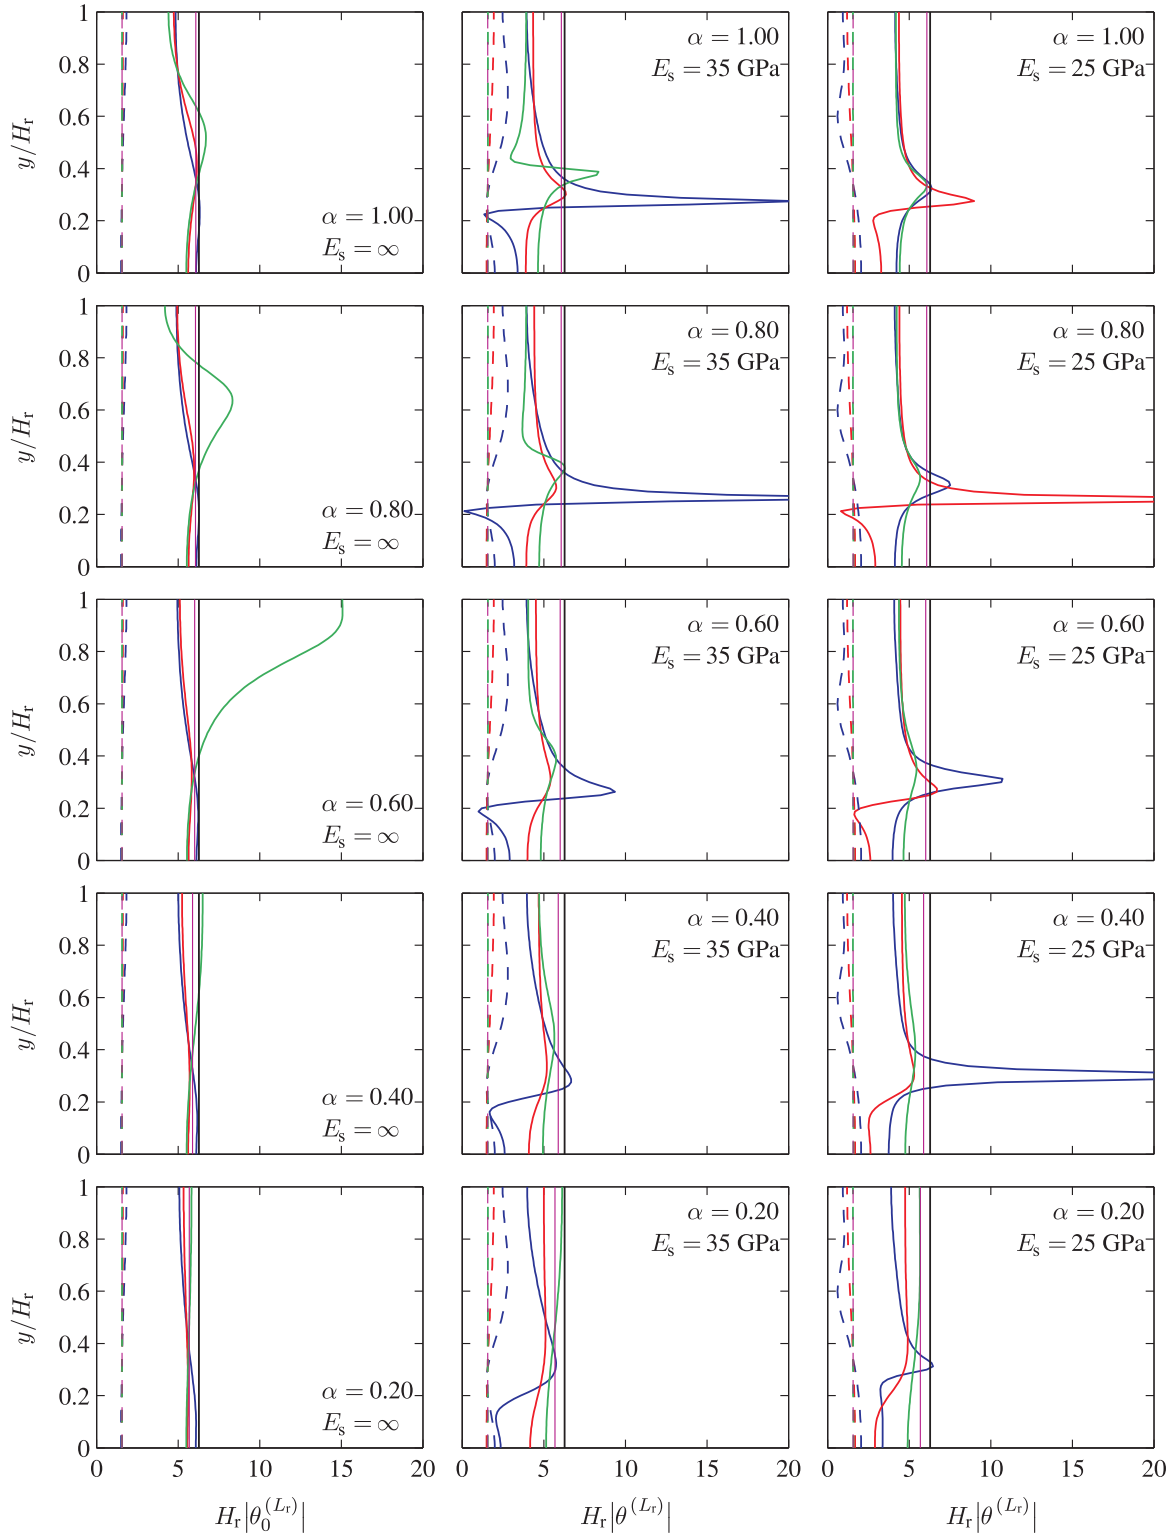 1
0.8
0.6
0.4
0.2
0
y/H_r
α = 1.00
E_s = ∞
α = 1.00
E_s = 35 GPa
α = 1.00
E_s = 25 GPa
1
0.8
0.6
0.4
0.2
0
y/H_r
α = 0.80
E_s = ∞
α = 0.80
E_s = 35 GPa
α = 0.80
E_s = 25 GPa
1
0.8
0.6
0.4
0.2
0
y/H_r
α = 0.60
E_s = ∞
α = 0.60
E_s = 35 GPa
α = 0.60
E_s = 25 GPa
1
0.8
0.6
0.4
0.2
0
y/H_r
α = 0.40
E_s = ∞
α = 0.40
E_s = 35 GPa
α = 0.40
E_s = 25 GPa
1
0.8
0.6
0.4
0.2
0
y/H_r
α = 0.20
E_s = ∞
α = 0.20
E_s = 35 GPa
α = 0.20
E_s = 25 GPa
0 5 10 15 20
0 5 10 15 20
0 5 10 15 20
H_r|θ_0^(L_r)|
H_r|θ^(L_r)|
H_r|θ^(L_r)|